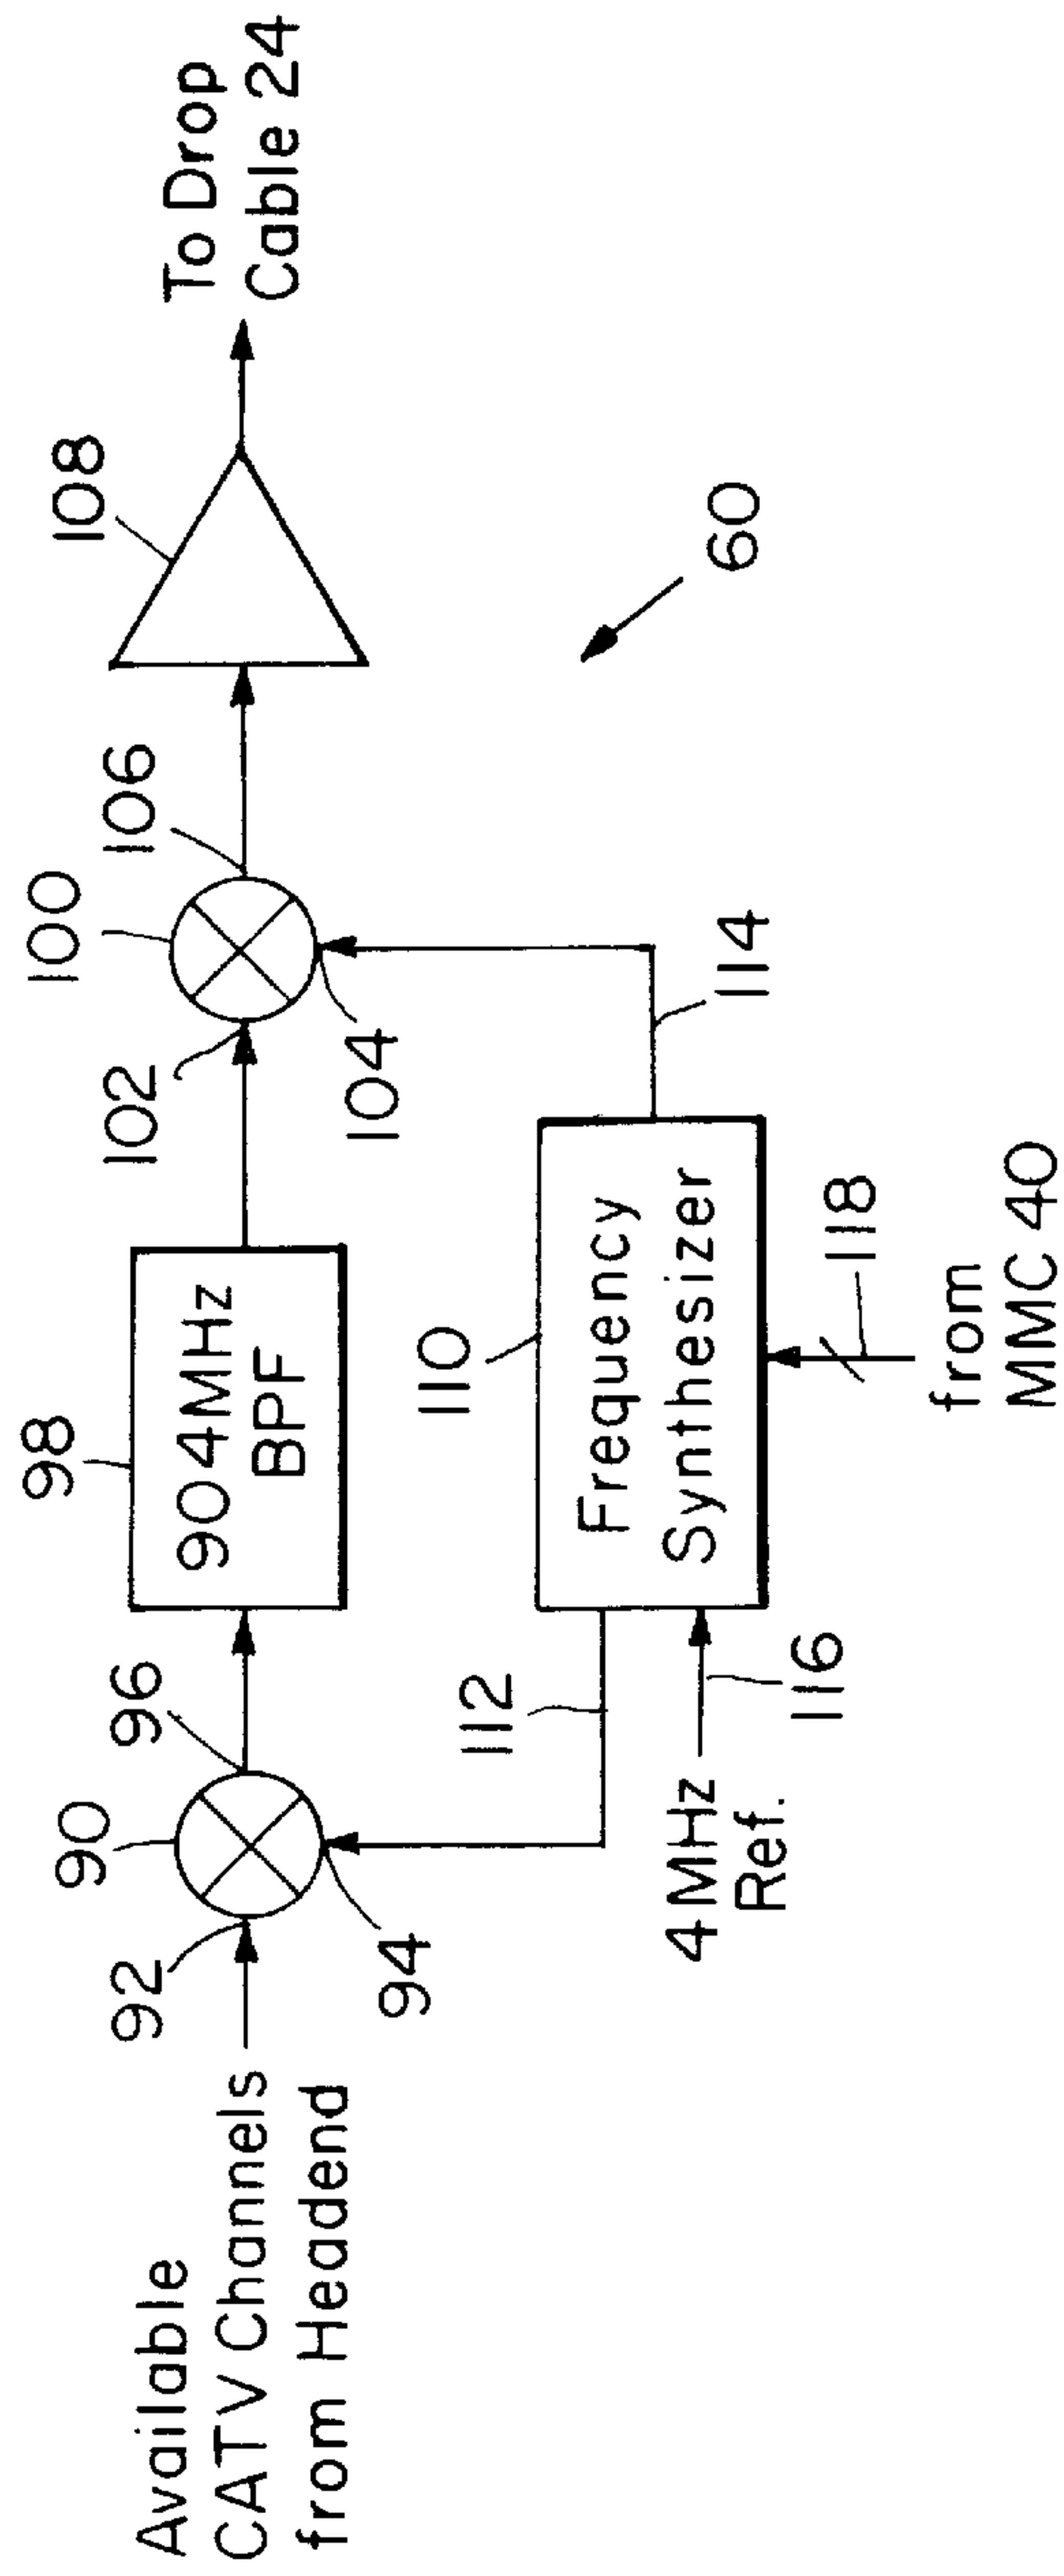 Available
CATV Channels
from Headend
92
90
94
96
98
904MHz
BPF
102
100
104
106
108
To Drop
Cable 24
112
110
Frequency
Synthesizer
114
4MHz
Ref.
116
118
from
MMC 40
60